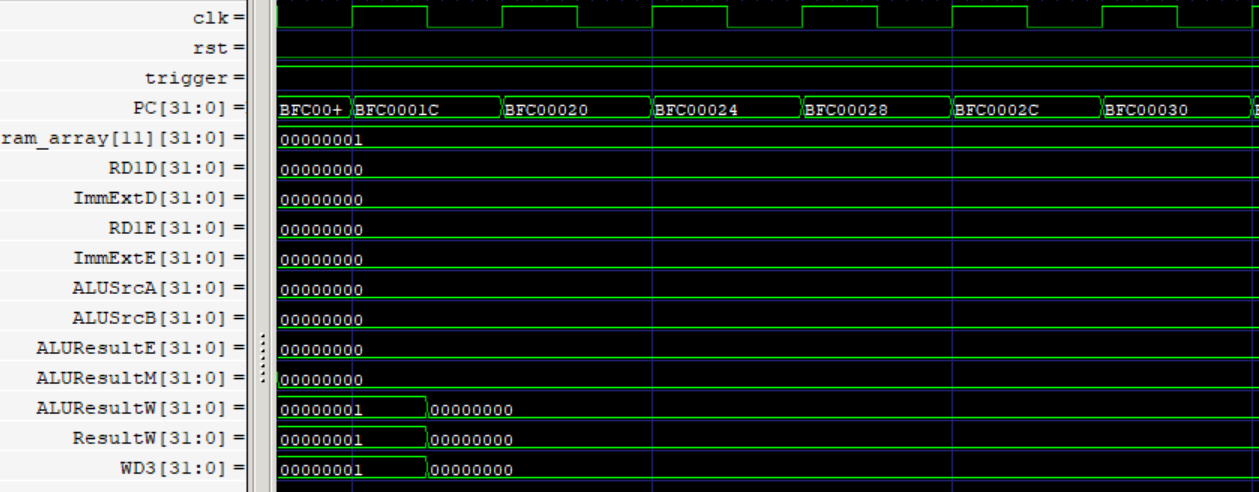 clk =
rst =
trigger =
PC[31:0] = BFC00+ BFC0001C BFC00020 BFC00024 BFC00028 BFC0002C BFC00030
ram_array[11][31:0] = 00000001
RD1D[31:0] = 00000000
ImmExtD[31:0] = 00000000
RD1E[31:0] = 00000000
ImmExtE[31:0] = 00000000
ALUSrcA[31:0] = 00000000
ALUSrcB[31:0] = 00000000
ALUResultE[31:0] = 00000000
ALUResultM[31:0] = 00000000
ALUResultW[31:0] = 00000001 00000000
ResultW[31:0] = 00000001 00000000
WD3[31:0] = 00000001 00000000